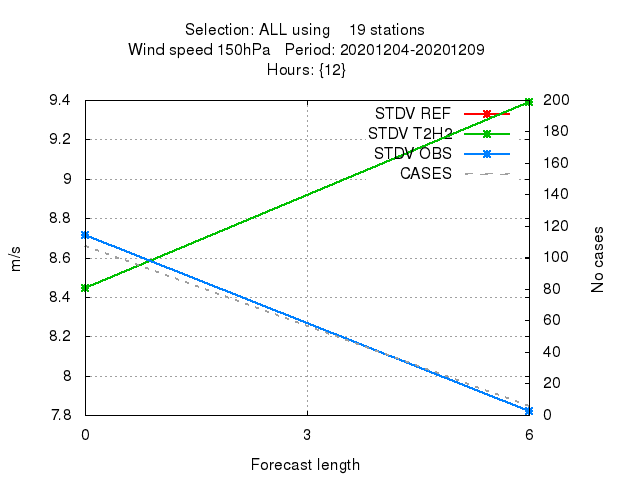 Selection: ALL using 19 stations
Wind speed 150hPa Period: 20201204-20201209
Hours: {12}
9.4 200
STDV REF
180
9.2 STDV T2H2
160
STDV OBS
9 CASES
140
8.8 120
8.6 100
8.4 80
60
8.2 40
8 20
7.8 0
m/s
No cases
0 3 6
Forecast length